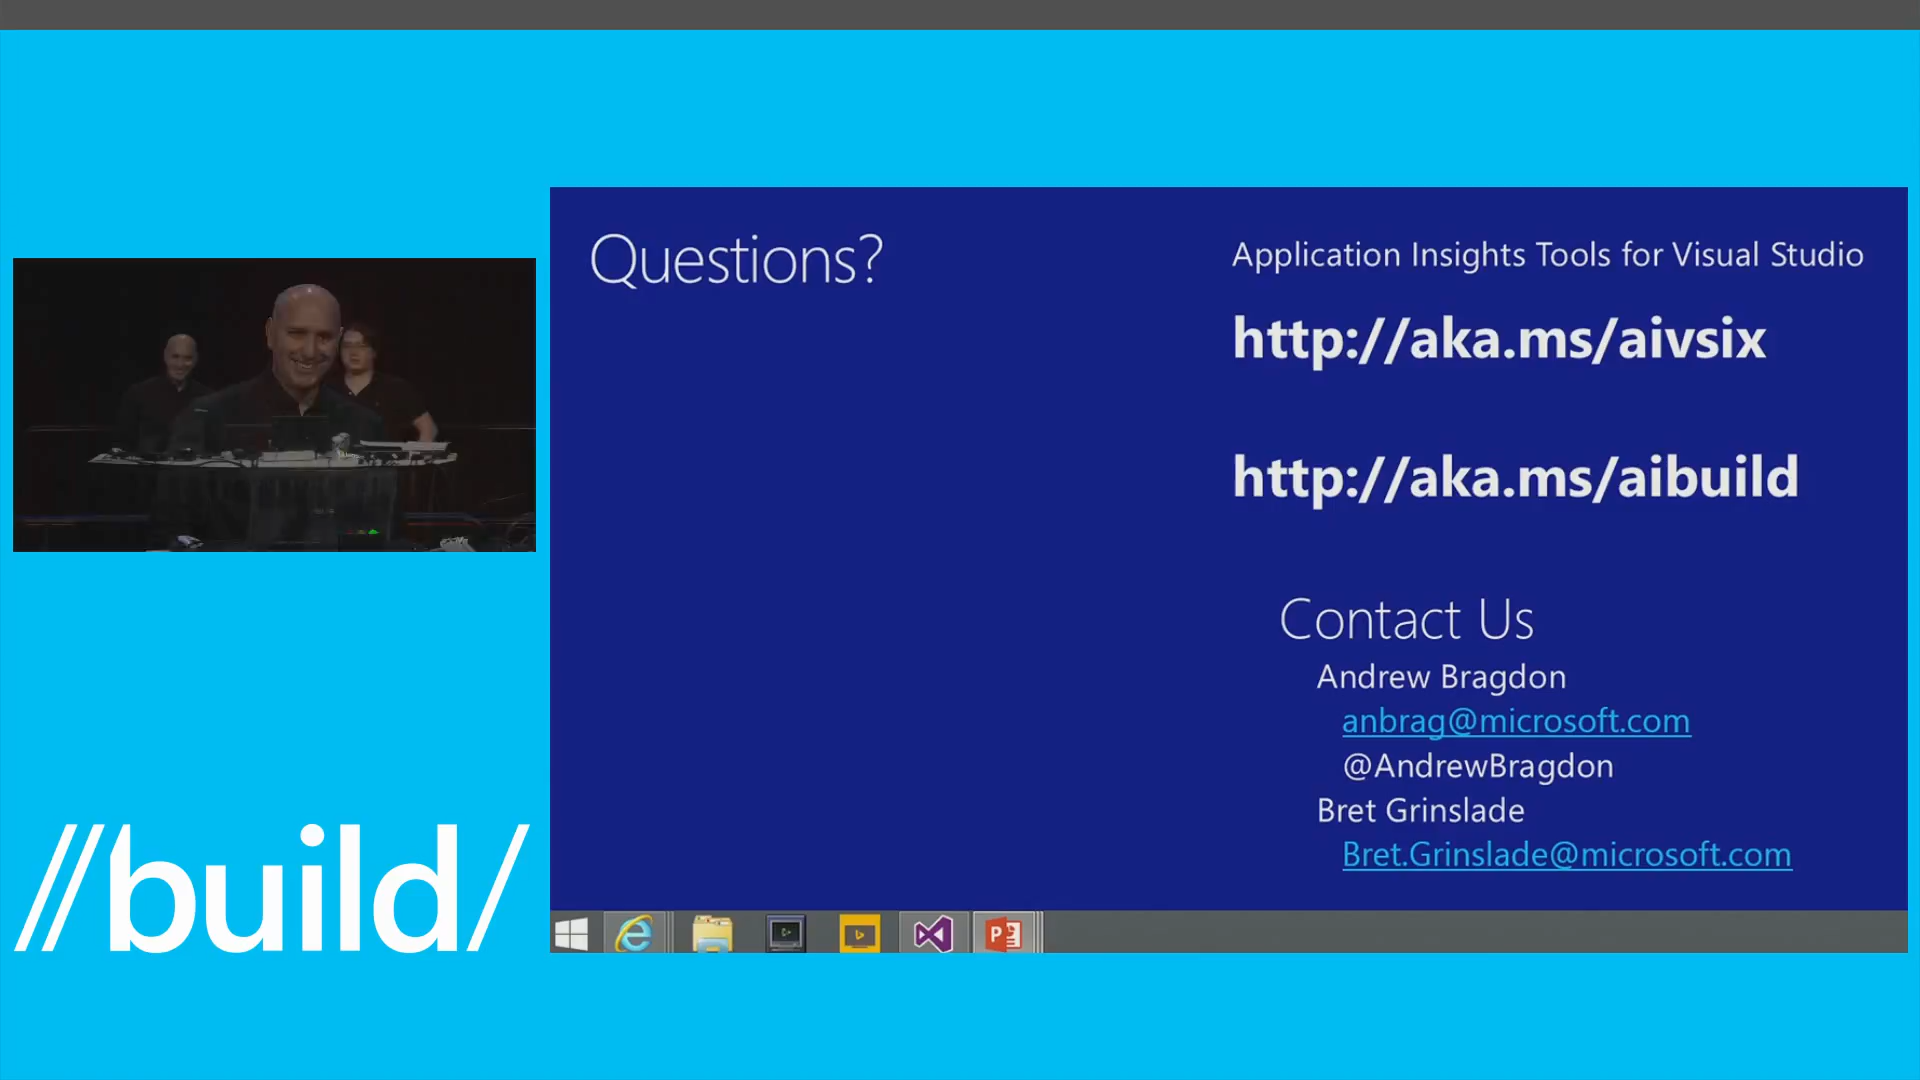 Questions?
Application Insights Tools for Visual Studio
http://aka.ms/aivsix
http://aka.ms/aibuild
Contact Us
Andrew Bragdon
anbrag@microsoft.com
@AndrewBragdon
Bret Grinslade
Bret.Grinslade@microsoft.com
//build/